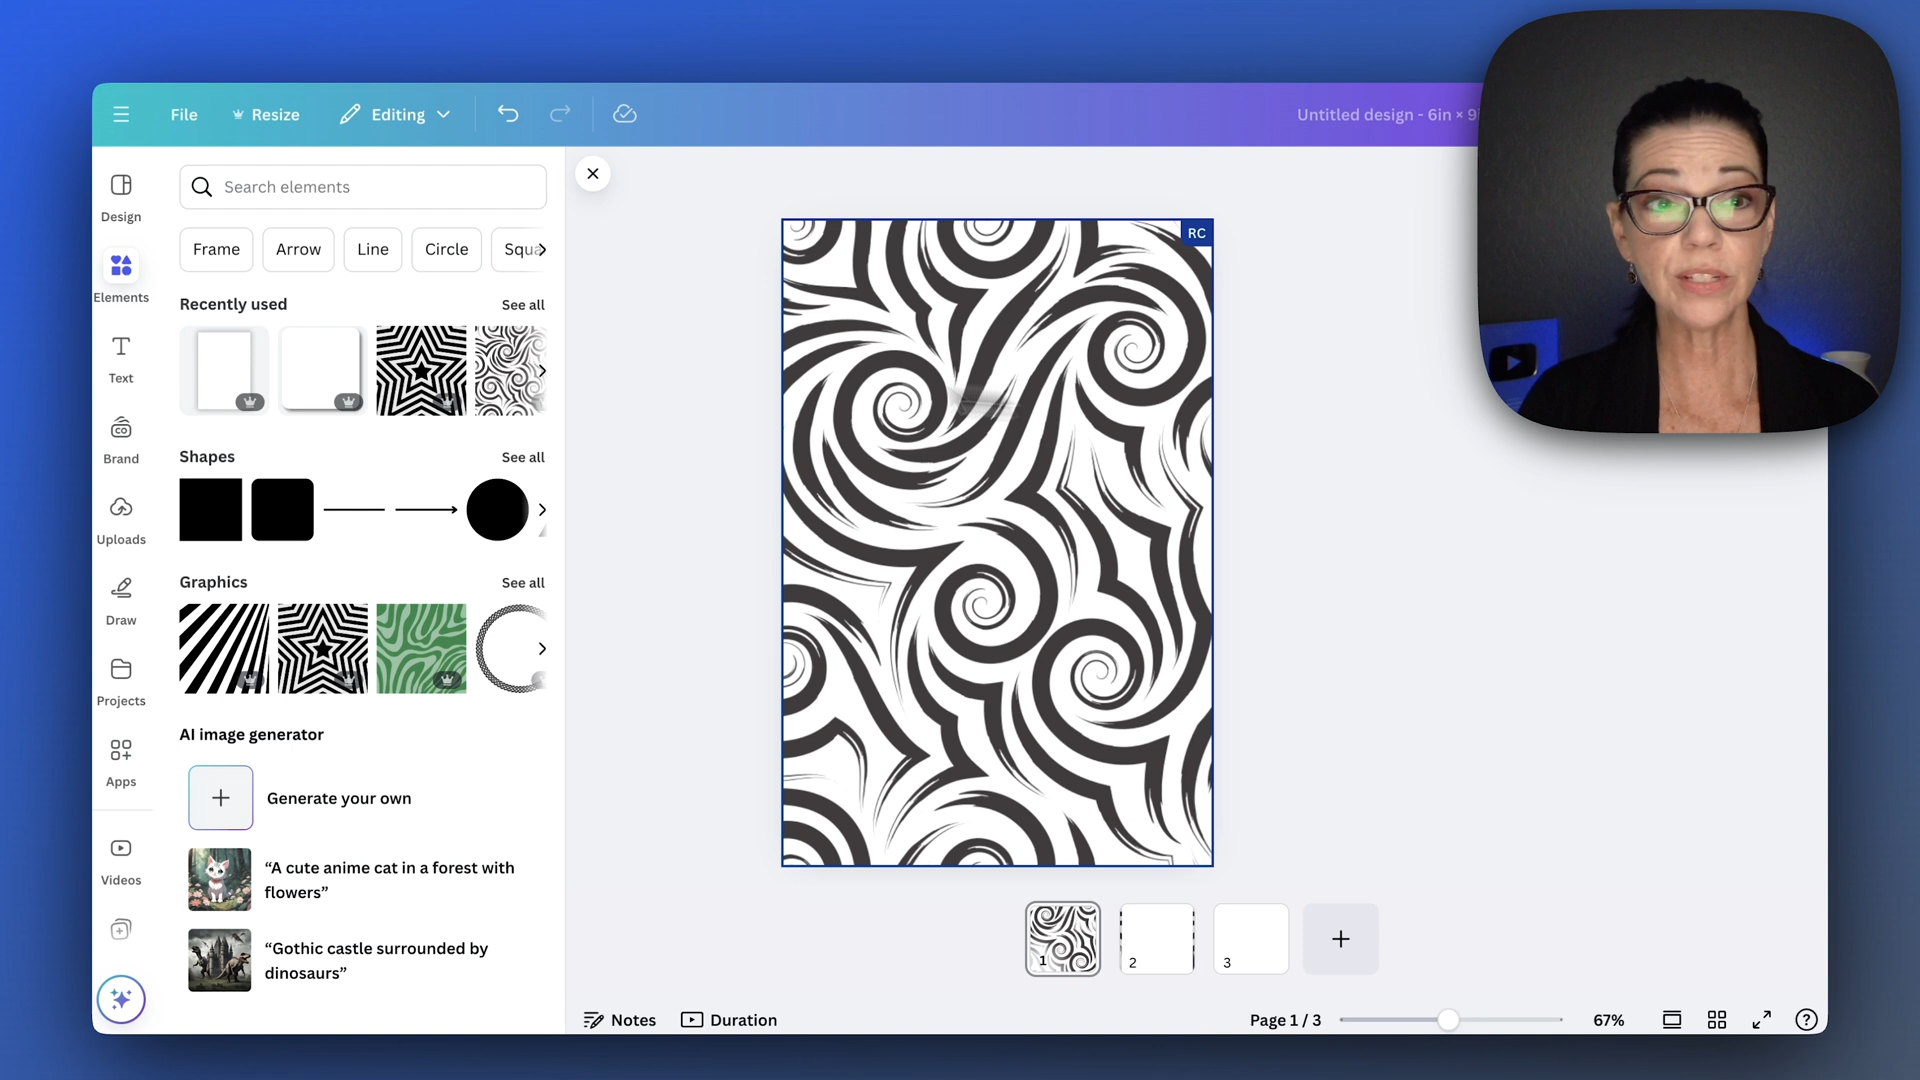 File
Resize
Editing
Untitled design - 6in × 9
Search elements
Design
Elements
Text
Brand
Uploads
Draw
Projects
Apps
Videos
Frame
Arrow
Line
Circle
Squa
Recently used
See all
Shapes
See all
Graphics
See all
AI image generator
Generate your own
“A cute anime cat in a forest with
flowers”
“Gothic castle surrounded by
dinosaurs”
RC
1
2
3
Notes
Duration
Page 1 / 3
67%